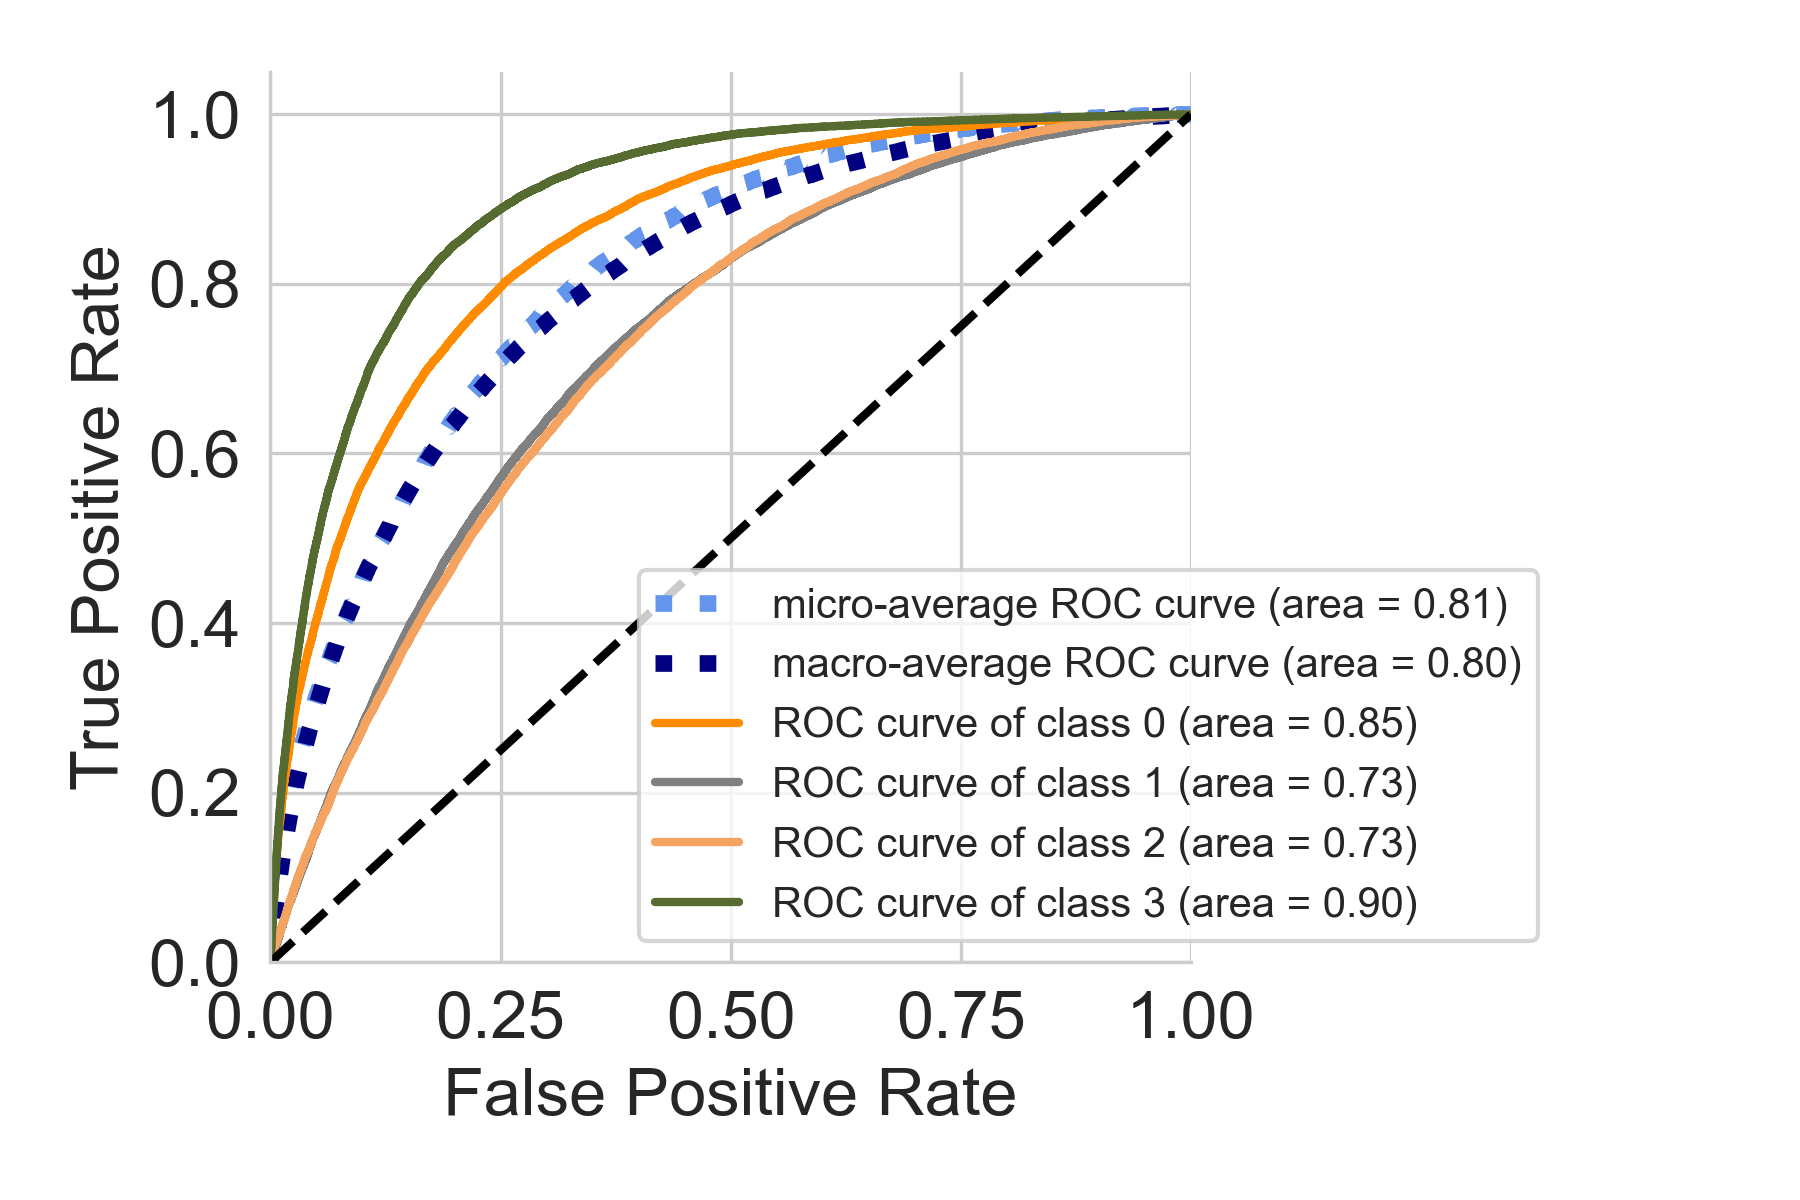 True Positive Rate
1.0
0.8
0.6
0.4
0.2
0.0
0.00 0.25 0.50 0.75 1.00
False Positive Rate
micro-average ROC curve (area = 0.81)
macro-average ROC curve (area = 0.80)
ROC curve of class 0 (area = 0.85)
ROC curve of class 1 (area = 0.73)
ROC curve of class 2 (area = 0.73)
ROC curve of class 3 (area = 0.90)